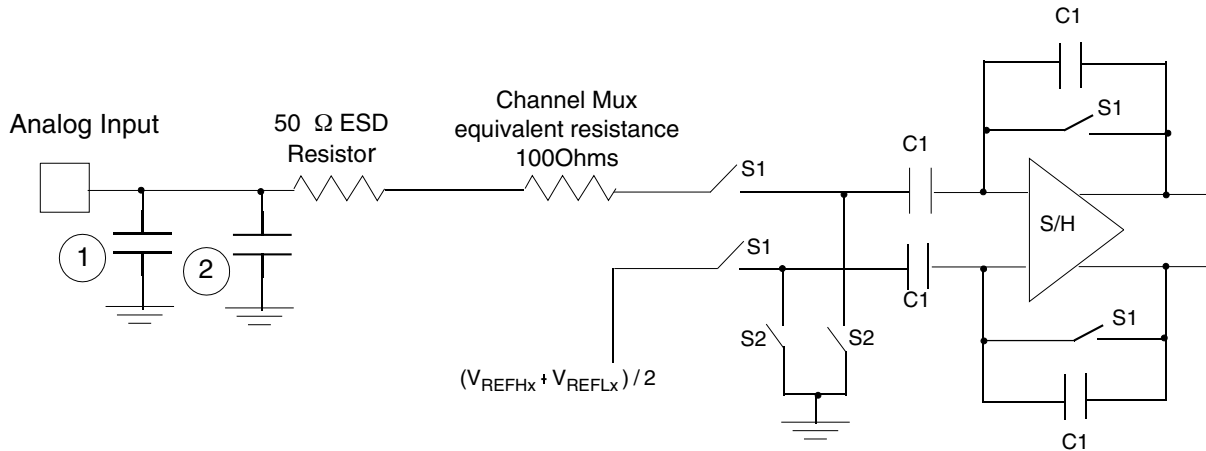 C1
Analog Input
50 Ω ESD
Resistor
Channel Mux
equivalent resistance
100Ohms
S1
C1
S1
S/H
1
2
S1
C1
S2
S2
S1
(VREFHx + VREFLx) / 2
C1